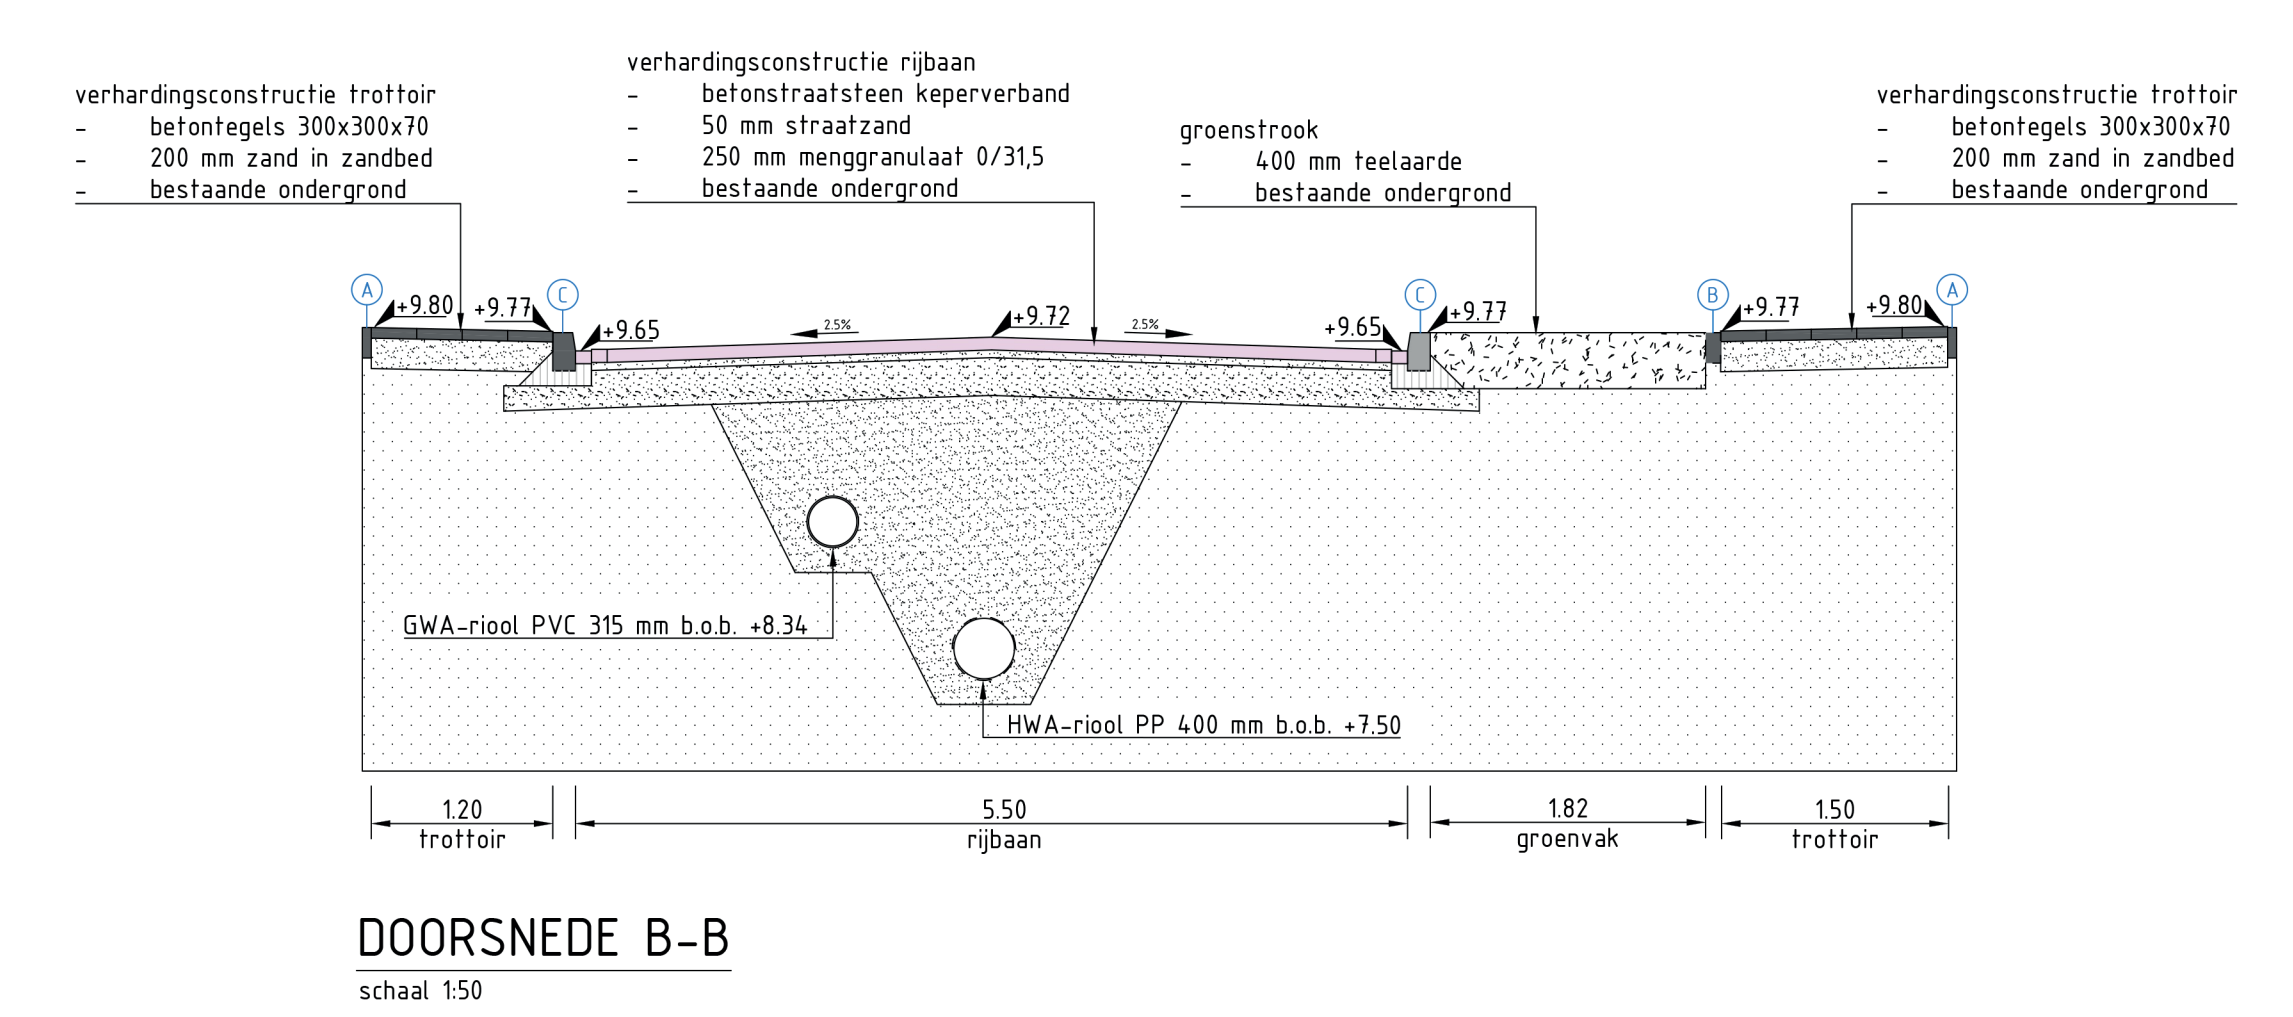 verhardingsconstructie trottoir
- betontegels 300x300x70
- 200 mm zand in zandbed
- bestaande ondergrond
verhardingsconstructie rijbaan
- betonstraatsteen keperverband
- 50 mm straatzand
- 250 mm menggranulaat 0/31,5
- bestaande ondergrond
groenstrook
- 400 mm teelaarde
- bestaande ondergrond
verhardingsconstructie trottoir
- betontegels 300x300x70
- 200 mm zand in zandbed
- bestaande ondergrond
A
+9.80
+9.77
C
+9.65
2.5%
+9.72
2.5%
+9.65
C
+9.77
B
+9.77
+9.80
A
GWA-riool PVC 315 mm b.o.b. +8.34
HWA-riool PP 400 mm b.o.b. +7.50
1.20
trottoir
5.50
rijbaan
1.82
groenvak
1.50
trottoir
DOORSNEDE B-B
schaal 1:50